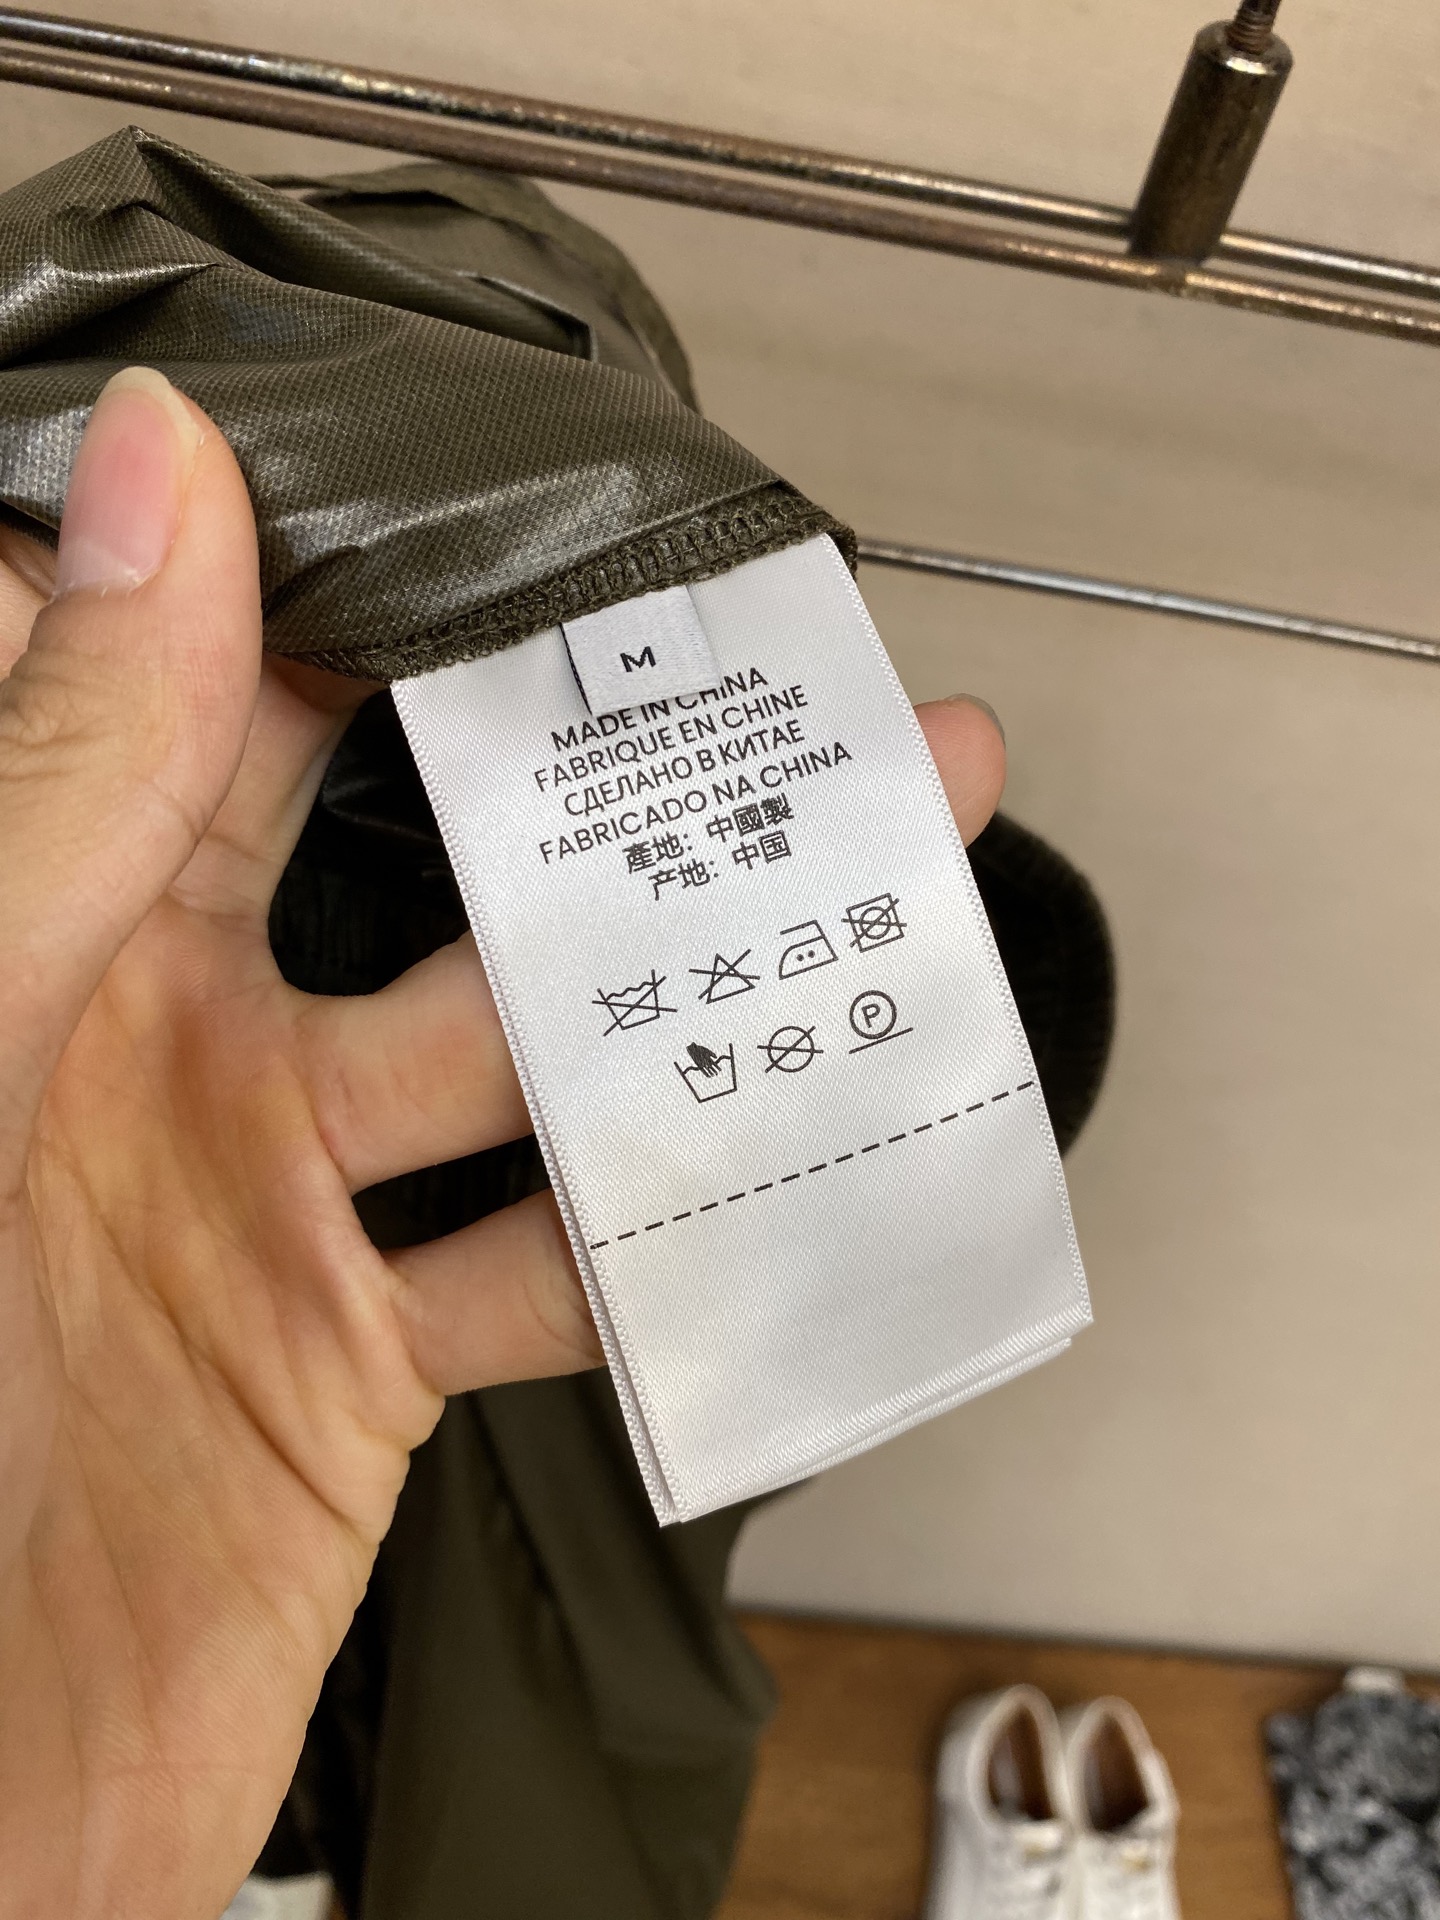 M
MADE IN CHINA
FABRIQUE EN CHINE
СДЕЛАНО В КИТАЕ
FABRICADO NA CHINA
產地：中國製
产地：中国
P